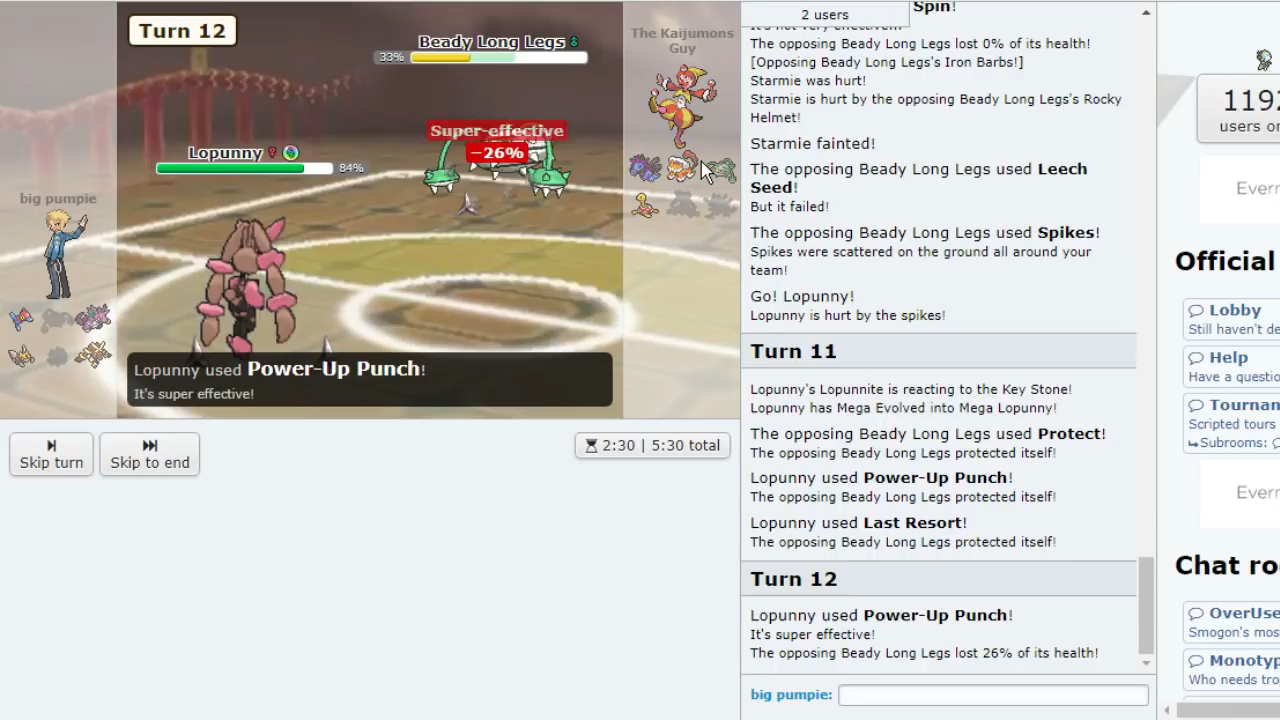 Turn 12
Beady Long Legs
33%
Super-effective
−26%
Lopunny
84%
big pumpie
The Kaijumons
Guy
Lopunny used Power-Up Punch!
It's super effective!
Skip turn
Skip to end
2:30 | 5:30 total
2 users
Spin!
The opposing Beady Long Legs lost 0% of its health!
[Opposing Beady Long Legs's Iron Barbs!]
Starmie was hurt!
Starmie is hurt by the opposing Beady Long Legs's Rocky
Helmet!
Starmie fainted!
The opposing Beady Long Legs used Leech
Seed!
But it failed!
The opposing Beady Long Legs used Spikes!
Spikes were scattered on the ground all around your
team!
Go! Lopunny!
Lopunny is hurt by the spikes!
Turn 11
Lopunny's Lopunnite is reacting to the Key Stone!
Lopunny has Mega Evolved into Mega Lopunny!
The opposing Beady Long Legs used Protect!
The opposing Beady Long Legs protected itself!
Lopunny used Power-Up Punch!
The opposing Beady Long Legs protected itself!
Lopunny used Last Resort!
The opposing Beady Long Legs protected itself!
Turn 12
Lopunny used Power-Up Punch!
It's super effective!
The opposing Beady Long Legs lost 26% of its health!
big pumpie:
1192
users on
Everr
Official
Lobby
Still haven't de
Help
Have a questio
Tournam
Scripted tours
↳Subrooms:
Everr
Chat ro
OverUse
Smogon's mos
Monotyp
Who needs tro